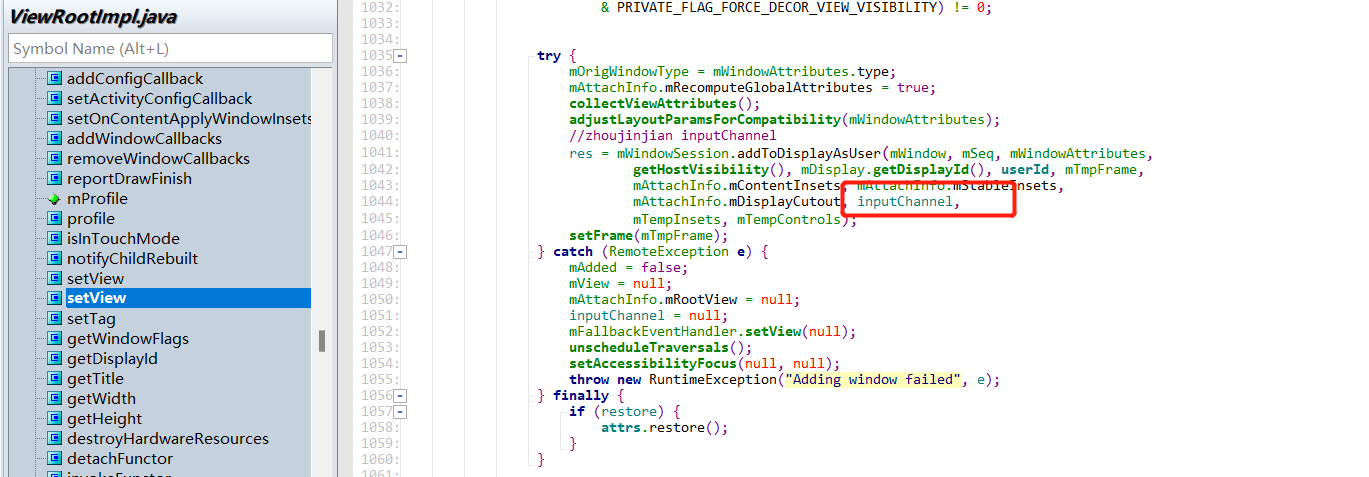 ViewRootImpl.java
Symbol Name (Alt+L)
addConfigCallback
setActivityConfigCallback
setOnContentApplyWindowInsets
addWindowCallbacks
removeWindowCallbacks
reportDrawFinish
mProfile
profile
isInTouchMode
notifyChildRebuilt
setView
setView
setTag
getWindowFlags
getDisplayId
getTitle
getWidth
getHeight
destroyHardwareResources
detachFunctor
invokeFunctor
1032: & PRIVATE_FLAG_FORCE_DECOR_VIEW_VISIBILITY) != 0;
1033:
1034:
1035: try {
1036: mOrigWindowType = mWindowAttributes.type;
1037: mAttachInfo.mRecomputeGlobalAttributes = true;
1038: collectViewAttributes();
1039: adjustLayoutParamsForCompatibility(mWindowAttributes);
1040: //zhoujinjian inputChannel
1041: res = mWindowSession.addToDisplayAsUser(mWindow, mSeq, mWindowAttributes,
1042: getHostVisibility(), mDisplay.getDisplayId(), userId, mTmpFrame,
1043: mAttachInfo.mContentInsets, mAttachInfo.mStableInsets,
1044: mAttachInfo.mDisplayCutout, inputChannel,
1045: mTempInsets, mTempControls);
1046: setFrame(mTmpFrame);
1047: } catch (RemoteException e) {
1048: mAdded = false;
1049: mView = null;
1050: mAttachInfo.mRootView = null;
1051: inputChannel = null;
1052: mFallbackEventHandler.setView(null);
1053: unscheduleTraversals();
1054: setAccessibilityFocus(null, null);
1055: throw new RuntimeException("Adding window failed", e);
1056: } finally {
1057: if (restore) {
1058: attrs.restore();
1059: }
1060: }
1061: